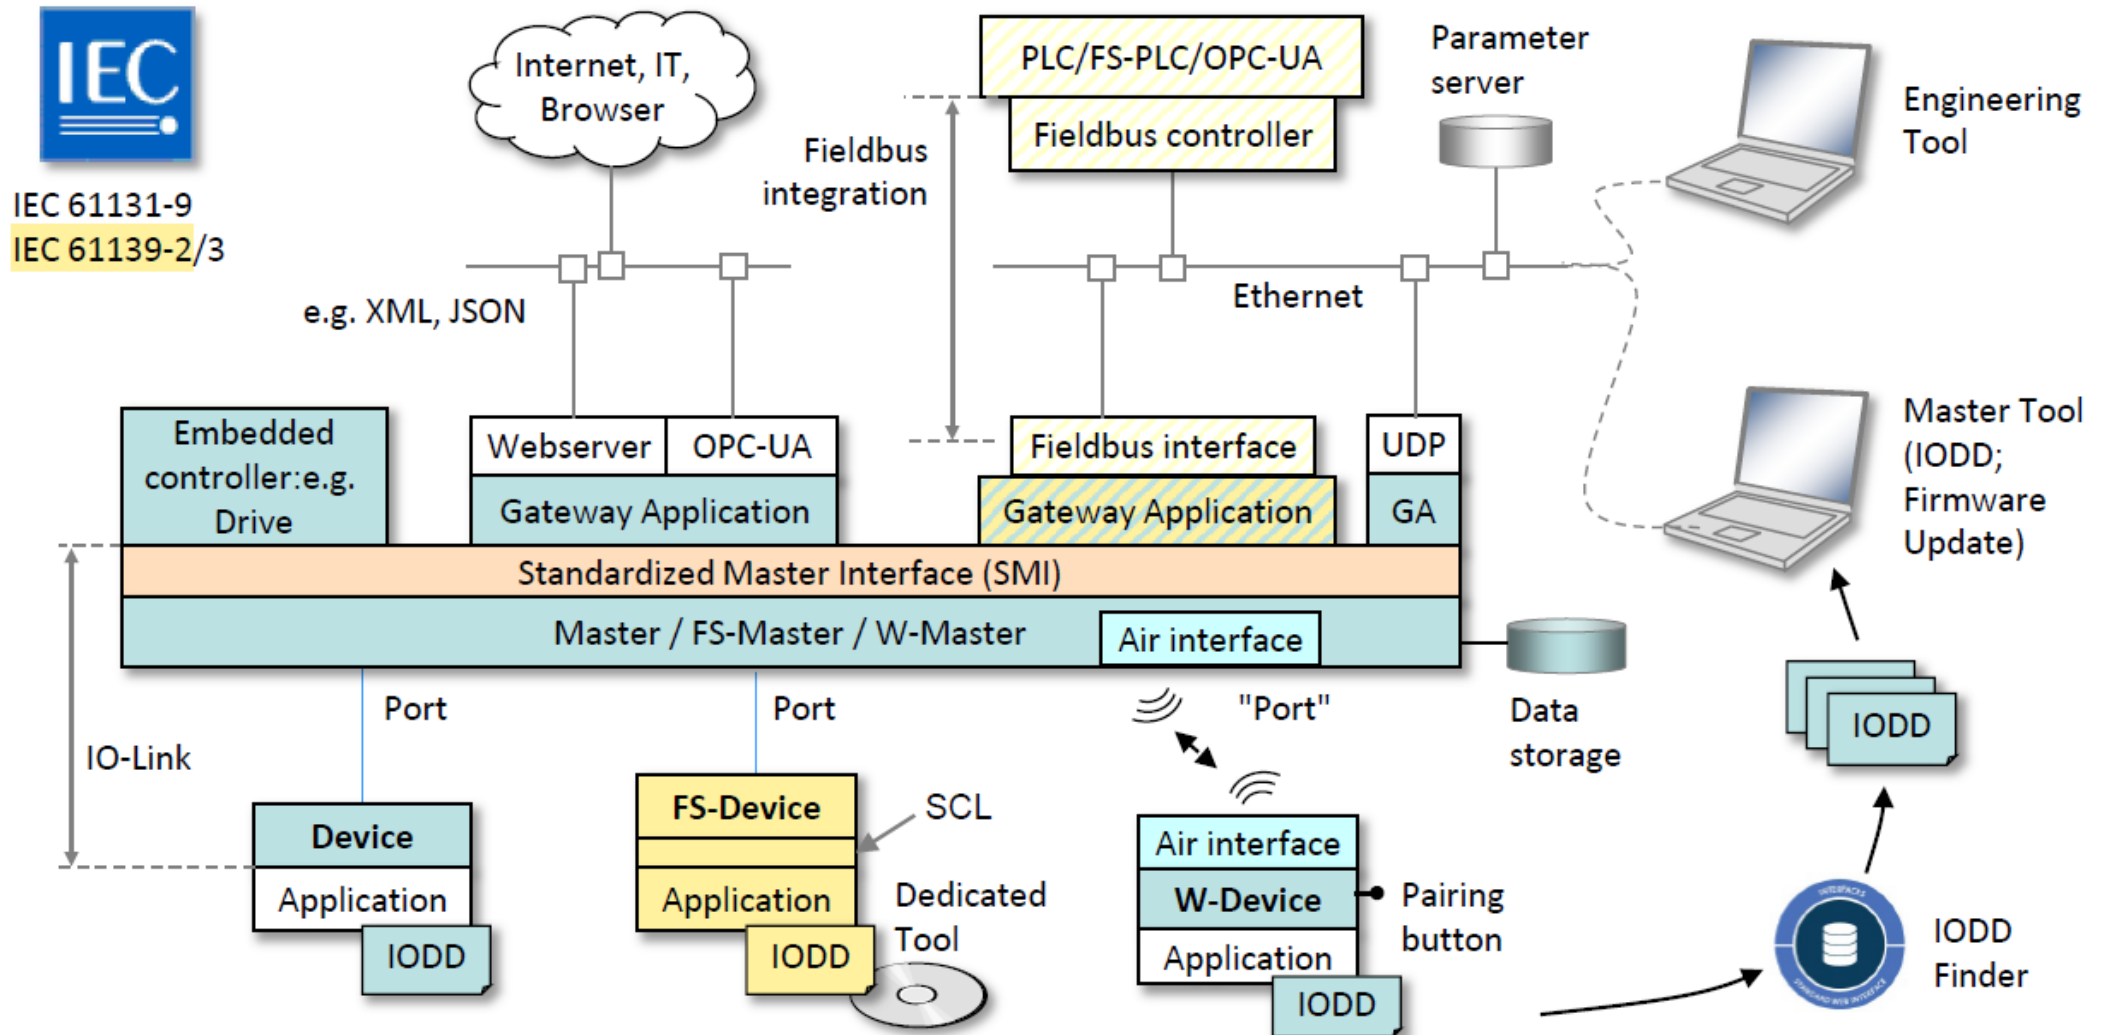 IEC
IEC 61131-9
IEC 61139-2/3
Internet, IT,
Browser
e.g. XML, JSON
Fieldbus
integration
PLC/FS-PLC/OPC-UA
Fieldbus controller
Parameter
server
Engineering
Tool
Ethernet
Embedded
controller:e.g.
Drive
Webserver
OPC-UA
Gateway Application
Fieldbus interface
Gateway Application
UDP
GA
Master Tool
(IODD;
Firmware
Update)
Standardized Master Interface (SMI)
Master / FS-Master / W-Master
Air interface
Port
Port
"Port"
Data
storage
IODD
IO-Link
Device
Application
IODD
FS-Device
SCL
Application
IODD
Dedicated
Tool
Air interface
W-Device
Application
IODD
Pairing
button
INTERFACES
STANDARD WEB INTERFACE
IODD
Finder